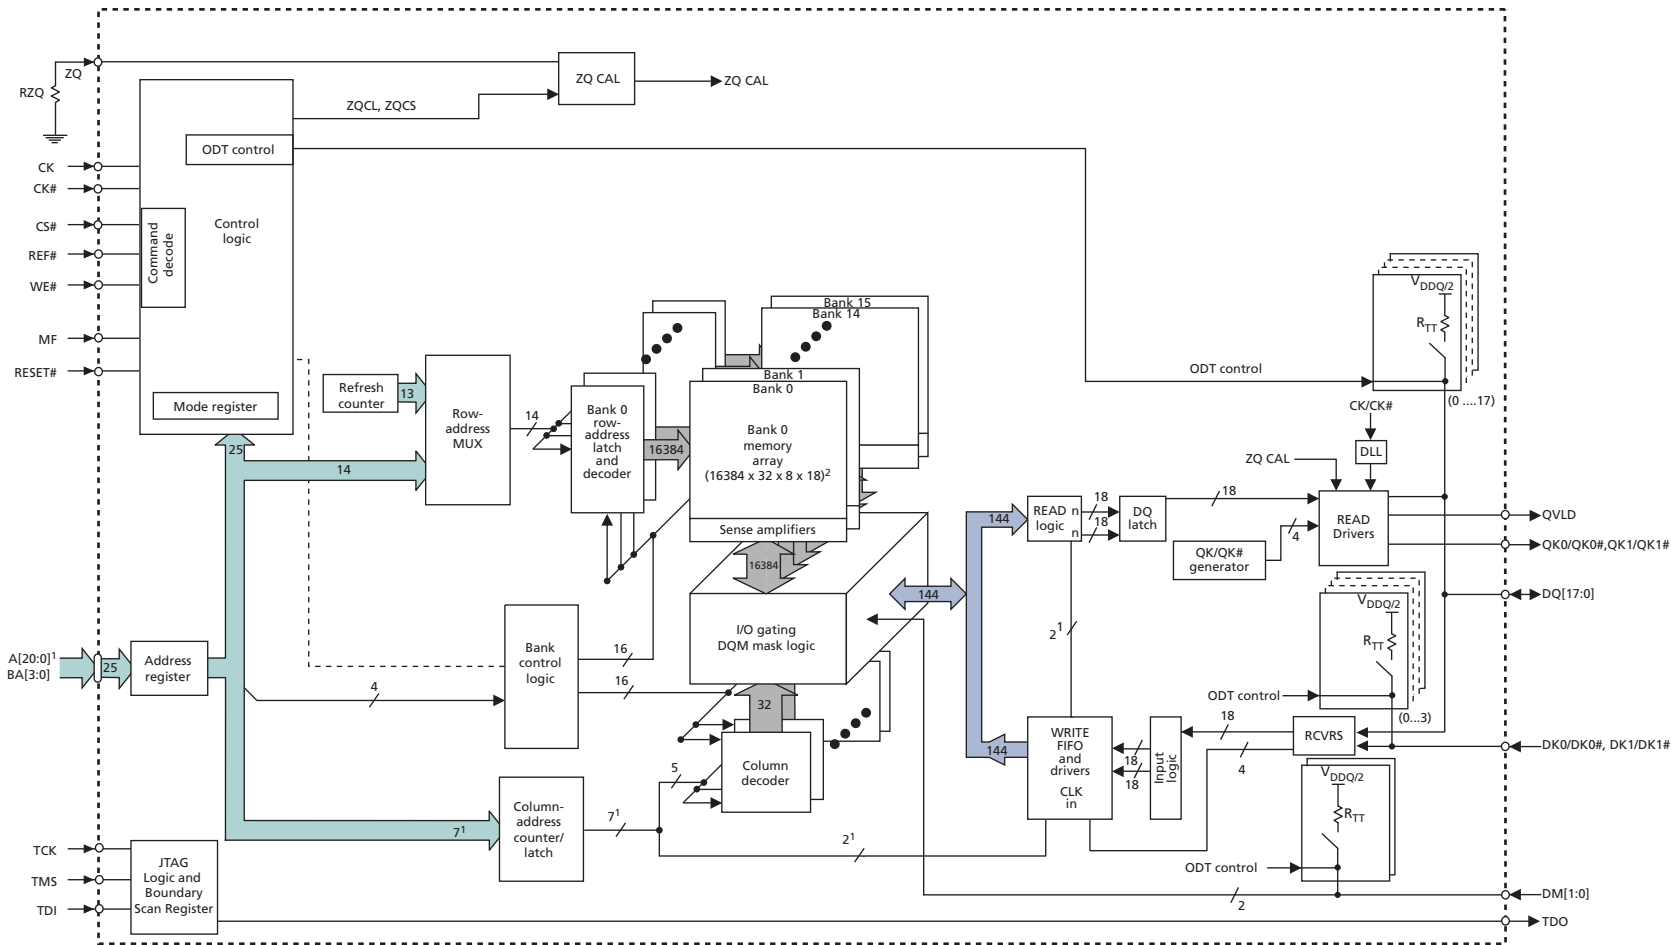 ZQ
RZQ
ZQ CAL
ZQ CAL
ZQCL, ZQCS
ODT control
CK
CK#
CS#
REF#
WE#
MF
RESET#
Command
decode
Control
logic
Mode register
25
Refresh
counter
13
14
Row-
address
MUX
14
Bank 0
row-
address
latch
and
decoder
16384
Bank 15
Bank 14
Bank 1
Bank 0
Bank 0
memory
array
(16384 x 32 x 8 x 18)2
Sense amplifiers
16384
I/O gating
DQM mask logic
32
Column
decoder
5
A[20:0]1
BA[3:0]
25
Address
register
4
Bank
control
logic
16
16
71
Column-
address
counter/
latch
71
21
TCK
TMS
TDI
JTAG
Logic and
Boundary
Scan Register
144
144
144
READ
logic
n
n
18
18
DQ
latch
18
21
QK/QK#
generator
4
ZQ CAL
CK/CK#
DLL
READ
Drivers
ODT control
VDDQ/2
RTT
(0 ....17)
QVLD
QK0/QK0#,QK1/QK1#
DQ[17:0]
VDDQ/2
RTT
ODT control
(0...3)
WRITE
FIFO
and
drivers
CLK
in
18
18
Input
logic
18
4
RCVRS
DK0/DK0#, DK1/DK1#
VDDQ/2
RTT
ODT control
2
DM[1:0]
TDO